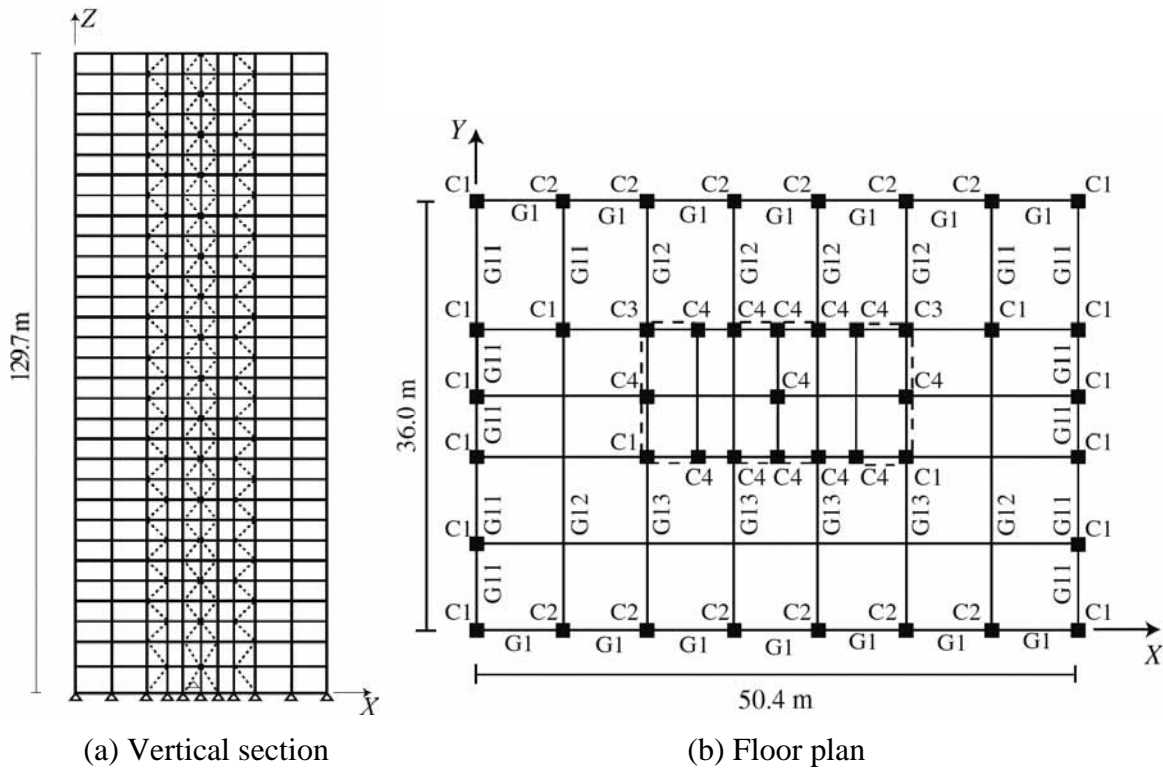 Z
129.7 m
X
(a) Vertical section
Y
C1 C2 C2 C2 C2 C2 C2 C1
G1 G1 G1 G1 G1 G1 G1
G11 G11 G12 G12 G12 G12 G11 G11
C1 C1 C3 C4 C4 C4 C4 C4 C3 C1 C1
G11 G11
C1 C4 C4 C4 C1
G11 G11
C1 C1 C4 C4 C4 C4 C4 C1 C1
36.0 m
G11 G12 G13 G13 G13 G13 G12 G11
C1 C1
G11 G11
C1 C2 C2 C2 C2 C2 C2 C1
G1 G1 G1 G1 G1 G1 G1
X
50.4 m
(b) Floor plan